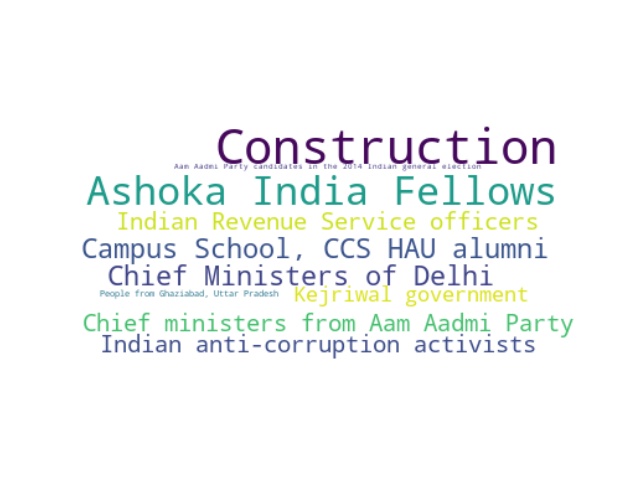 Construction
Aam Aadmi Party candidates in the 2014 Indian general election
Ashoka India Fellows
Indian Revenue Service officers
Campus School, CCS HAU alumni
Chief Ministers of Delhi
People from Ghaziabad, Uttar Pradesh
Kejriwal government
Chief ministers from Aam Aadmi Party
Indian anti-corruption activists